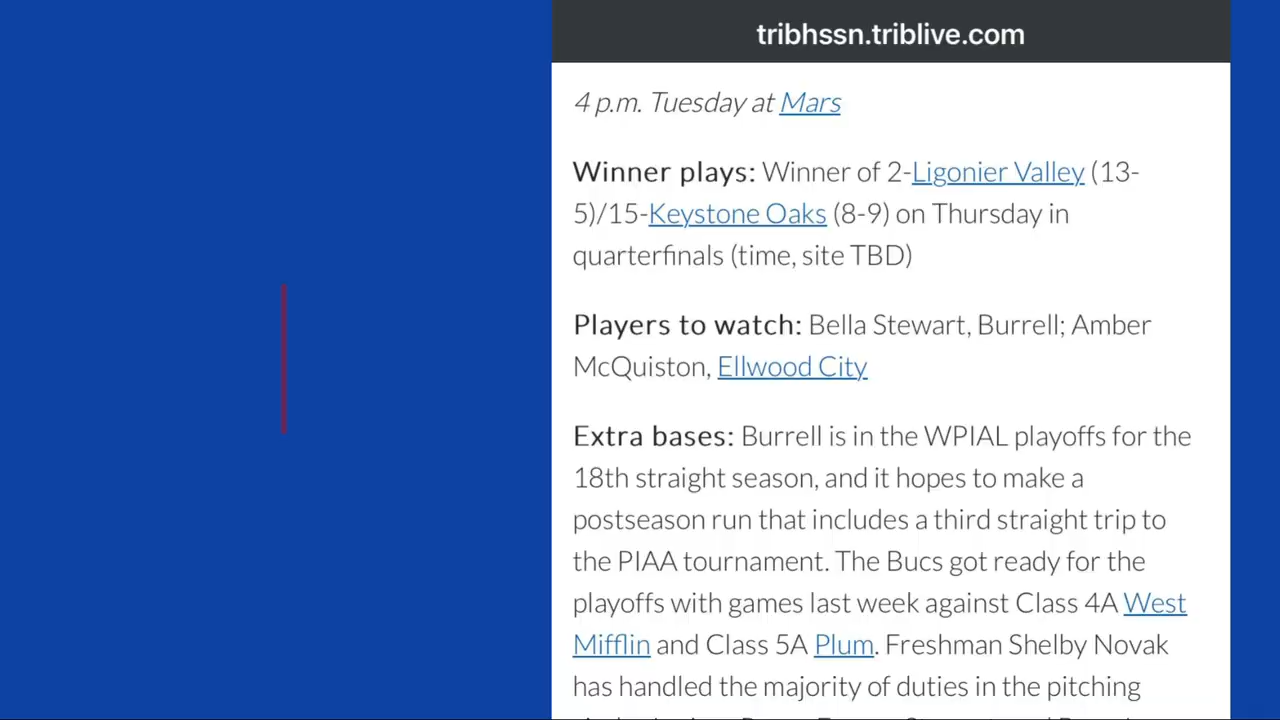 tribhssn.triblive.com
4 p.m. Tuesday at Mars
Winner plays: Winner of 2-Ligonier Valley (13-
5)/15-Keystone Oaks (8-9) on Thursday in
quarterfinals (time, site TBD)
Players to watch: Bella Stewart, Burrell; Amber
McQuiston, Ellwood City
Extra bases: Burrell is in the WPIAL playoffs for the
18th straight season, and it hopes to make a
postseason run that includes a third straight trip to
the PIAA tournament. The Bucs got ready for the
playoffs with games last week against Class 4A West
Mifflin and Class 5A Plum. Freshman Shelby Novak
has handled the majority of duties in the pitching